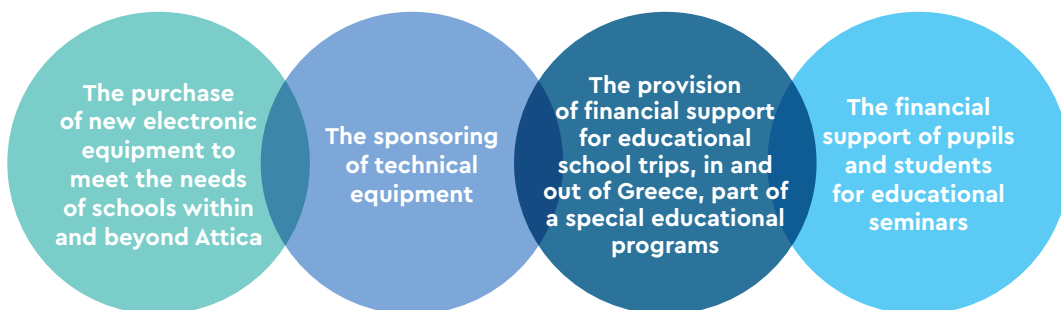 The purchase
of new electronic
equipment to
meet the needs
of schools within
and beyond Attica
The sponsoring
of technical
equipment
The provision
of financial support
for educational
school trips, in and
out of Greece, part of
a special educational
programs
The financial
support of pupils
and students
for educational
seminars